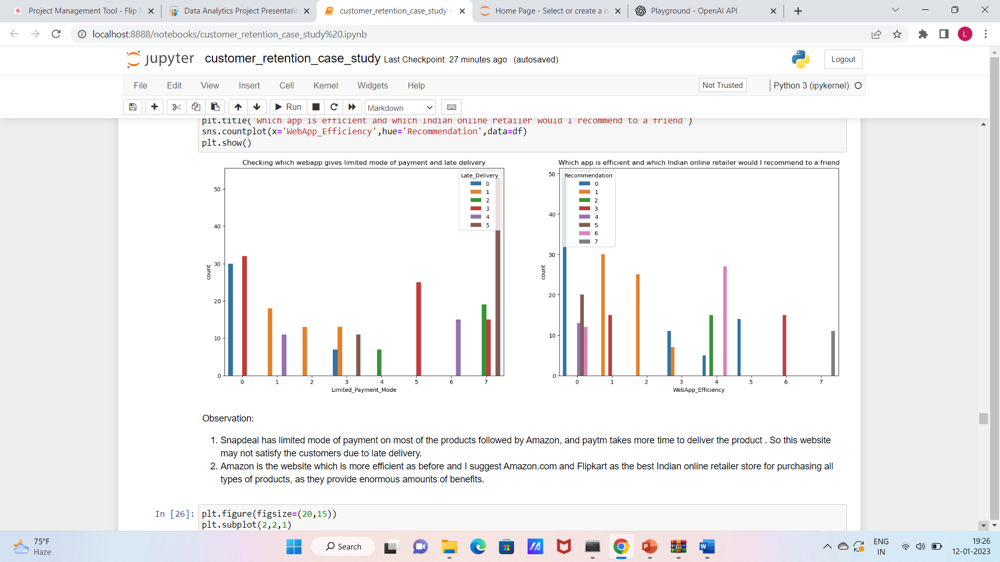 Project Management Tool - Flip R
Data Analytics Project Presentatio
customer_retention_case_study -
Home Page - Select or create a n
Playground - OpenAI API
localhost:8888/notebooks/customer_retention_case_study%20.ipynb
L
jupyter customer_retention_case_study Last Checkpoint: 27 minutes ago (autosaved)
Logout
File Edit View Insert Cell Kernel Widgets Help
Not Trusted
Python 3 (ipykernel)
Run
Markdown
plt.title('Which app is efficient and which Indian online retailer would I recommend to a friend')
sns.countplot(x='WebApp_Efficiency',hue='Recommendation',data=df)
plt.show()
Checking which webapp gives limited mode of payment and late delivery
Late_Delivery
0
1
2
3
4
5
50
40
30
20
10
0
count
0 1 2 3 4 5 6 7
Limited_Payment_Mode
Which app is efficient and which Indian online retailer would I recommend to a friend
Recommendation
0
1
2
3
4
5
6
7
50
40
30
20
10
0
count
0 1 2 3 4 5 6 7
WebApp_Efficiency
Observation:
1. Snapdeal has limited mode of payment on most of the products followed by Amazon, and paytm takes more time to deliver the product . So this website
may not satisfy the customers due to late delivery.
2. Amazon is the website which is more efficient as before and I suggest Amazon.com and Flipkart as the best Indian online retailer store for purchasing all
types of products, as they provide enormous amounts of benefits.
In [26]: plt.figure(figsize=(20,15))
plt.subplot(2,2,1)
75°F
Haze
Search
ENG
IN
19:26
12-01-2023